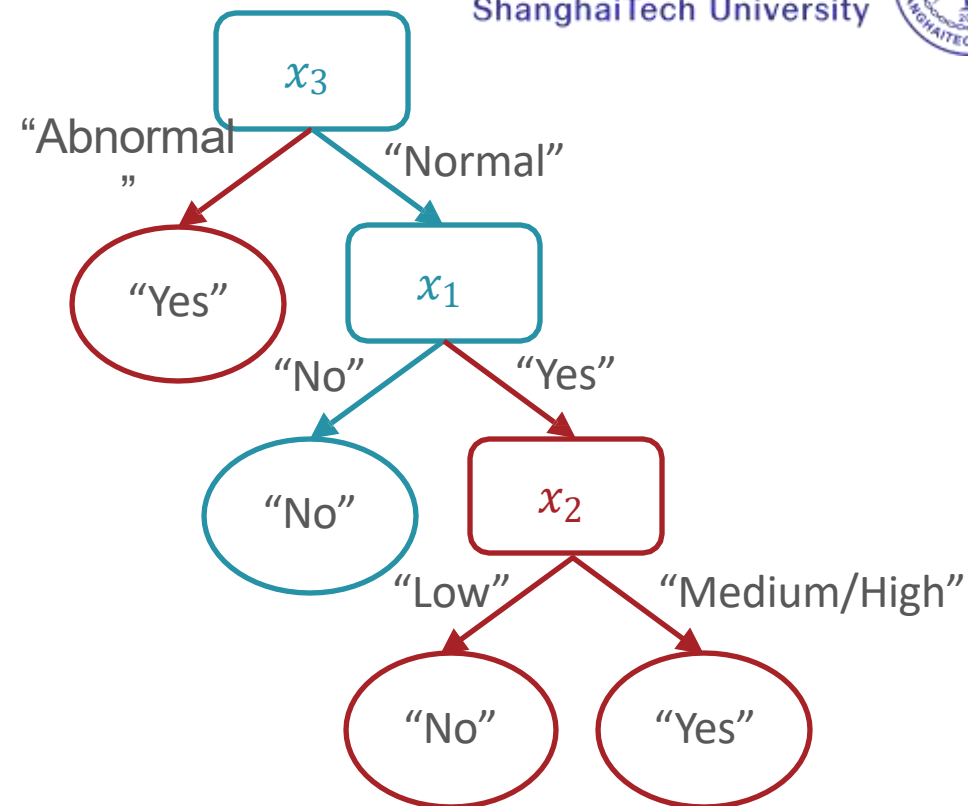 ShanghaiTech University
x₃
“Abnormal
”
“Normal”
“Yes”
x₁
“No”
“Yes”
“No”
x₂
“Low”
“Medium/High”
“No”
“Yes”